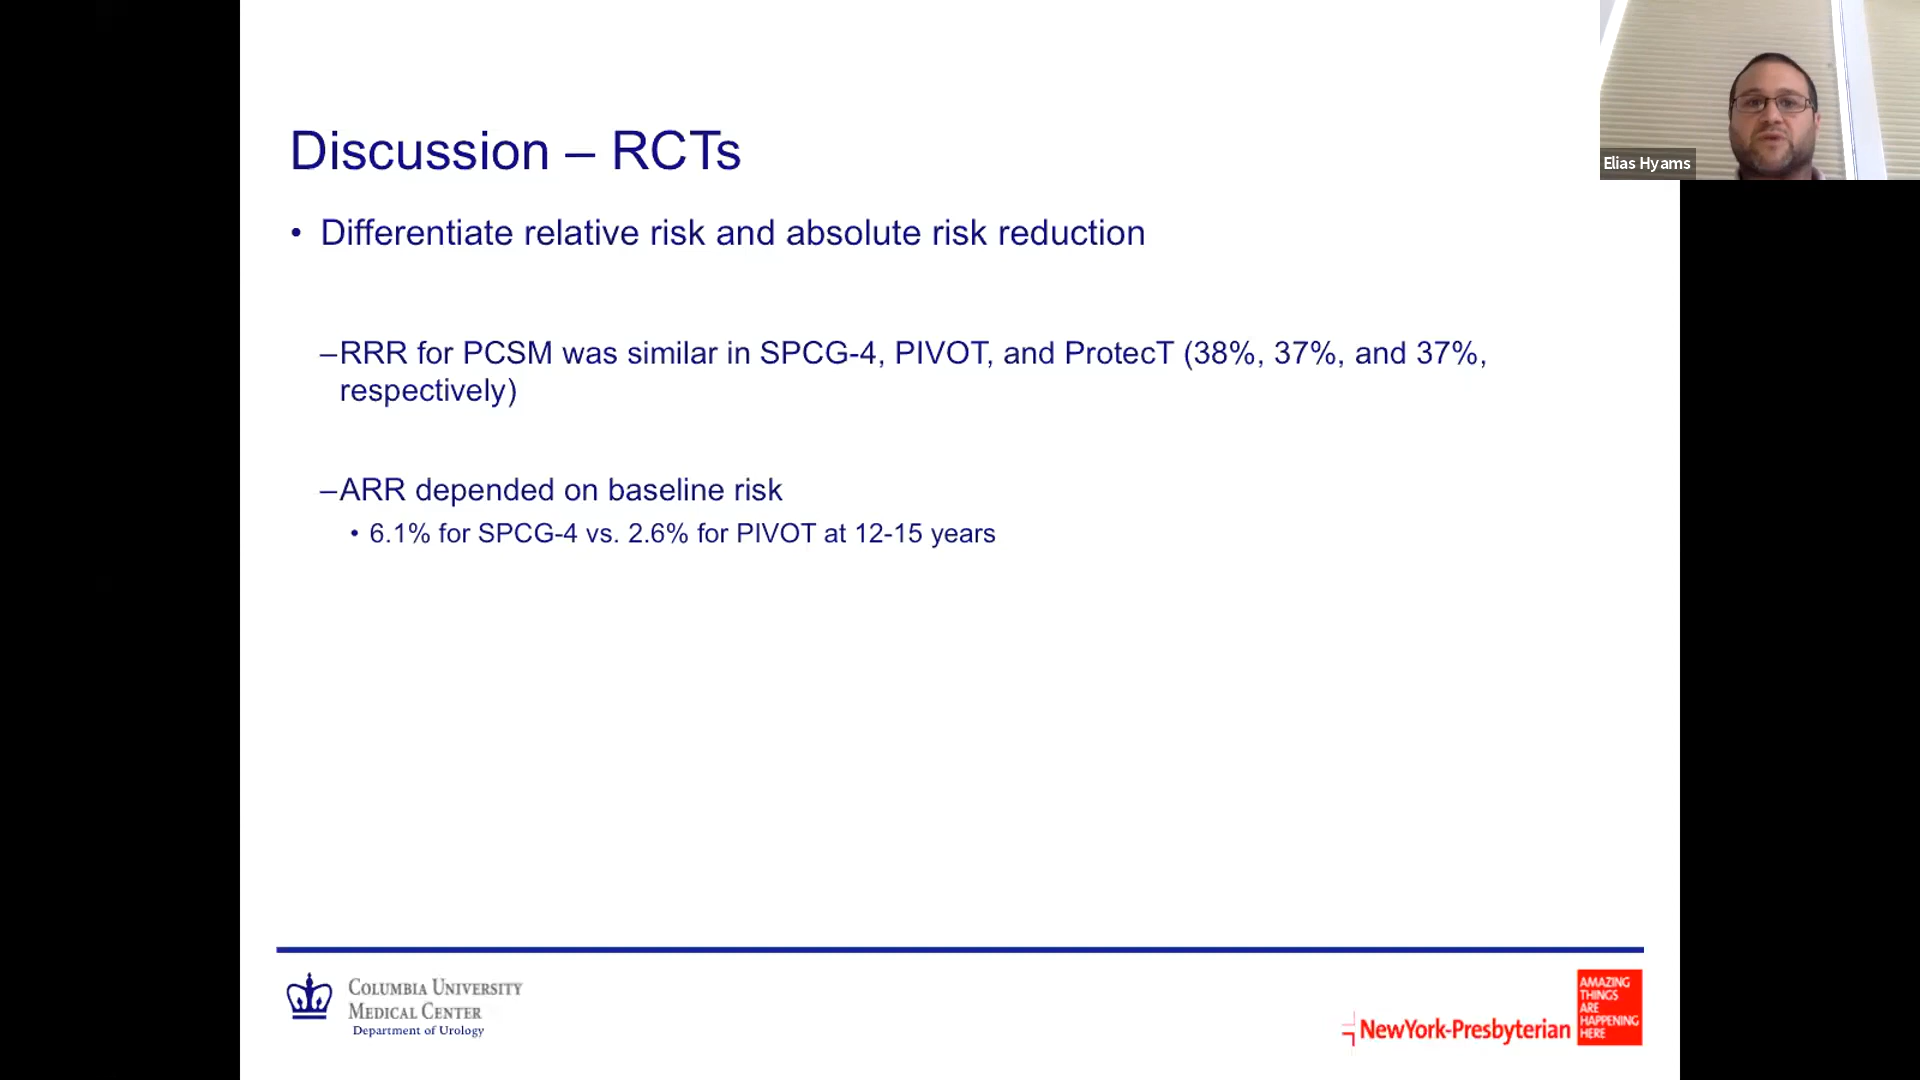 Discussion – RCTs
• Differentiate relative risk and absolute risk reduction
–RRR for PCSM was similar in SPCG-4, PIVOT, and ProtecT (38%, 37%, and 37%,
respectively)
–ARR depended on baseline risk
• 6.1% for SPCG-4 vs. 2.6% for PIVOT at 12-15 years
Elias Hyams
COLUMBIA UNIVERSITY
MEDICAL CENTER
Department of Urology
NewYork-Presbyterian
AMAZING
THINGS
ARE
HAPPENING
HERE